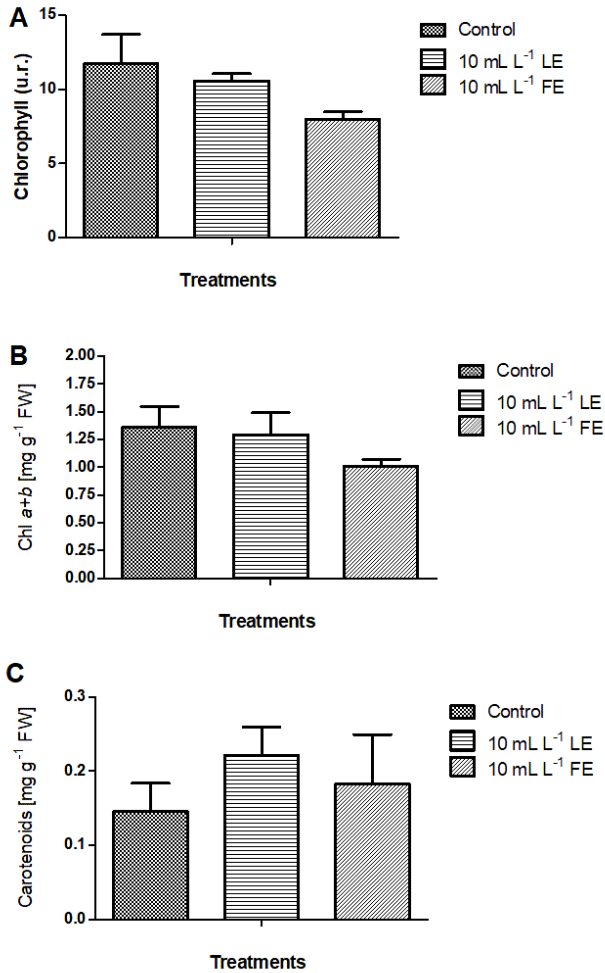 A
Chlorophyll (u.r.)
15
10
5
0
Treatments
Control
10 mL L⁻¹ LE
10 mL L⁻¹ FE
B
Chl a+b [mg g⁻¹ FW]
2.00
1.75
1.50
1.25
1.00
0.75
0.50
0.25
0.00
Treatments
Control
10 mL L⁻¹ LE
10 mL L⁻¹ FE
C
Carotenoids [mg g⁻¹ FW]
0.3
0.2
0.1
0.0
Treatments
Control
10 mL L⁻¹ LE
10 mL L⁻¹ FE